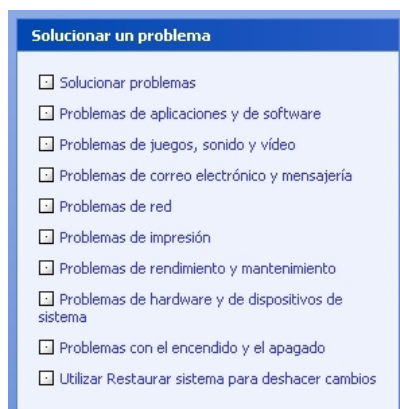 Solucionar un problema
Solucionar problemas
Problemas de aplicaciones y de software
Problemas de juegos, sonido y vídeo
Problemas de correo electrónico y mensajería
Problemas de red
Problemas de impresión
Problemas de rendimiento y mantenimiento
Problemas de hardware y de dispositivos de
sistema
Problemas con el encendido y el apagado
Utilizar Restaurar sistema para deshacer cambios